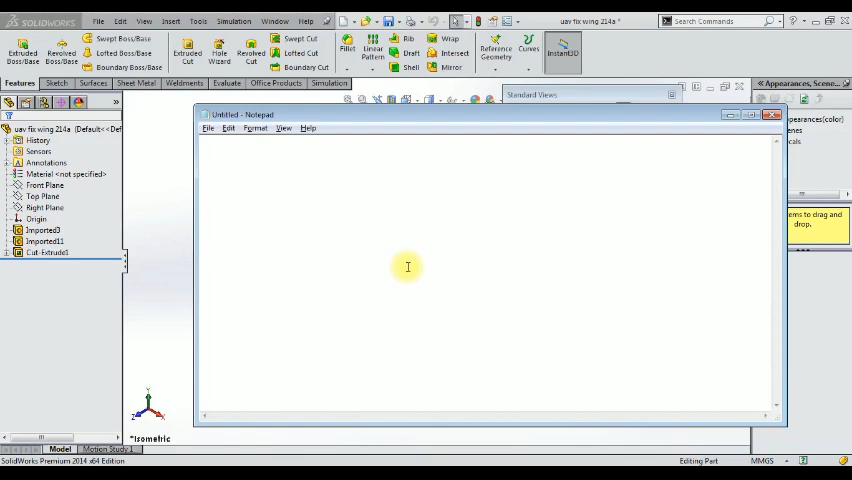 SOLIDWORKS File Edit View Insert Tools Simulation Window Help uav fix wing 214a * Search Commands
Extruded Boss/Base Revolved Boss/Base Swept Boss/Base Lofted Boss/Base Boundary Boss/Base Extruded Cut Hole Wizard Revolved Cut Swept Cut Lofted Cut Boundary Cut Fillet Linear Pattern Rib Draft Shell Wrap Intersect Mirror Reference Geometry Curves Instant3D
Features Sketch Surfaces Sheet Metal Weldments Evaluate Office Products Simulation
Appearances, Scene...
Standard Views
ppearances(color)
enes
cals
tems to drag and
drop.
uav fix wing 214a (Default<<Def
History
Sensors
Annotations
Material <not specified>
Front Plane
Top Plane
Right Plane
Origin
Imported3
Imported11
Cut-Extrude1
Untitled - Notepad
File Edit Format View Help
Y
Z
X
*Isometric
Model Motion Study 1
SolidWorks Premium 2014 x64 Edition Editing Part MMGS